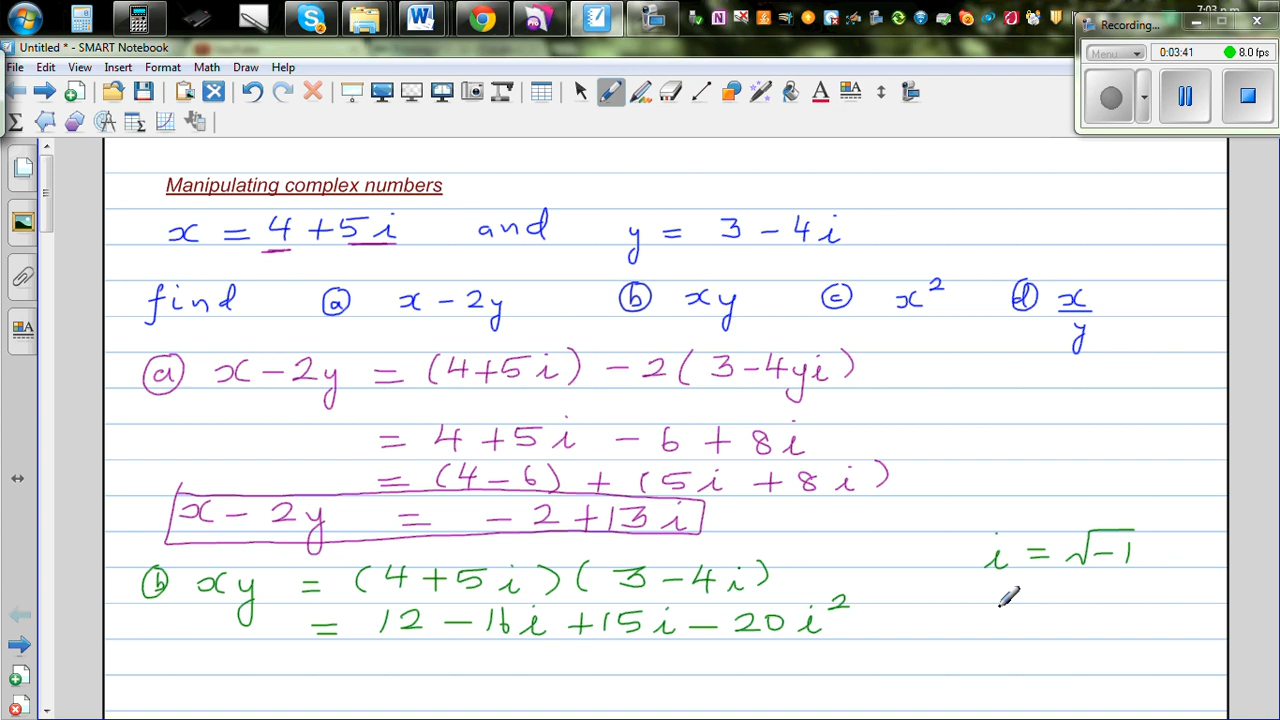 7:03 p.m.
Recording...
Untitled * - SMART Notebook
Menu
0:03:41
8.0 fps
File Edit View Insert Format Math Draw Help
Manipulating complex numbers
x = 4 + 5i and y = 3 - 4i
find ⓐ x - 2y ⓑ xy ⓒ x² ⓓ x/y
ⓐ x - 2y = (4+5i) - 2(3-4yi)
= 4 + 5i - 6 + 8i
= (4-6) + (5i + 8i)
x - 2y = -2 + 13i
i = √-1
ⓑ xy = (4+5i)(3-4i)
= 12 - 16i + 15i - 20i²